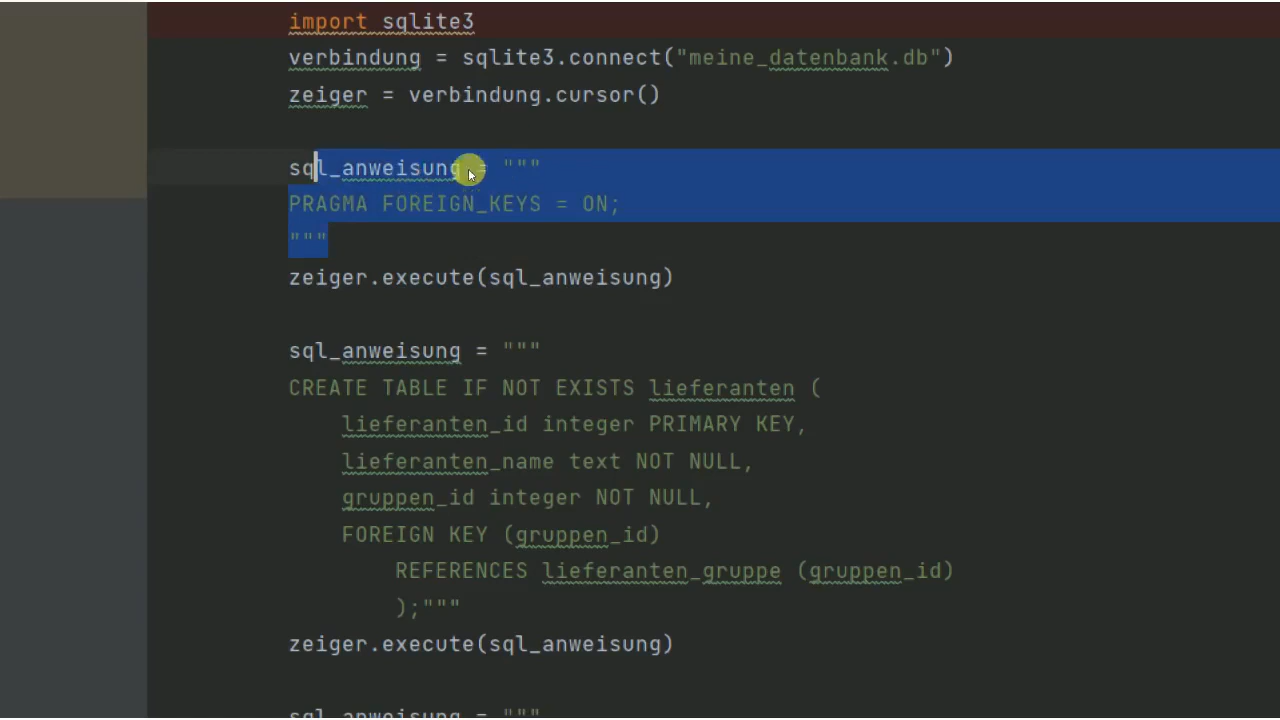 import sqlite3
verbindung = sqlite3.connect("meine_datenbank.db")
zeiger = verbindung.cursor()
sql_anweisung = """
PRAGMA FOREIGN_KEYS = ON;
"""
zeiger.execute(sql_anweisung)
sql_anweisung = """
CREATE TABLE IF NOT EXISTS lieferanten (
lieferanten_id integer PRIMARY KEY,
lieferanten_name text NOT NULL,
gruppen_id integer NOT NULL,
FOREIGN KEY (gruppen_id)
REFERENCES lieferanten_gruppe (gruppen_id)
);"""
zeiger.execute(sql_anweisung)
sql_anweisung = """